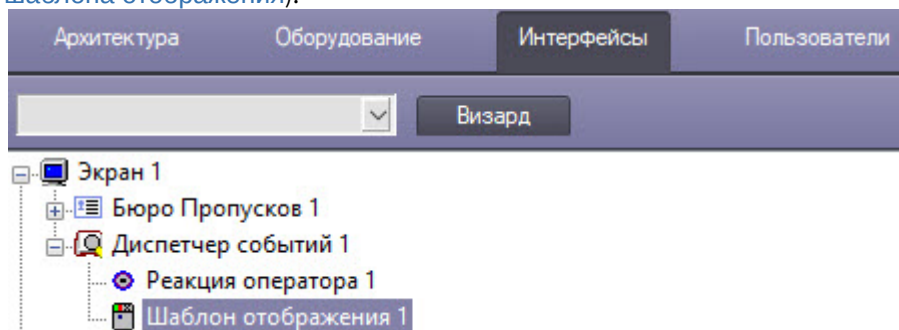 шаблона отображения).
Архитектура Оборудование Интерфейсы Пользователи
Визард
Экран 1
Бюро Пропусков 1
Диспетчер событий 1
Реакция оператора 1
Шаблон отображения 1